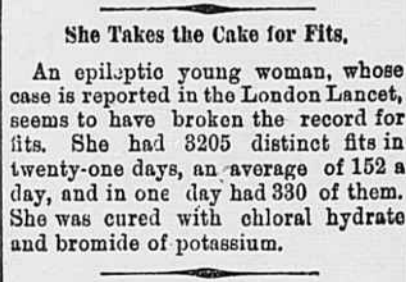 She Takes the Cake for Fits.
An epileptic young woman, whose
case is reported in the London Lancet,
seems to have broken the record for
fits. She had 3205 distinct fits in
twenty-one days, an average of 152 a
day, and in one day had 330 of them.
She was cured with chloral hydrate
and bromide of potassium.